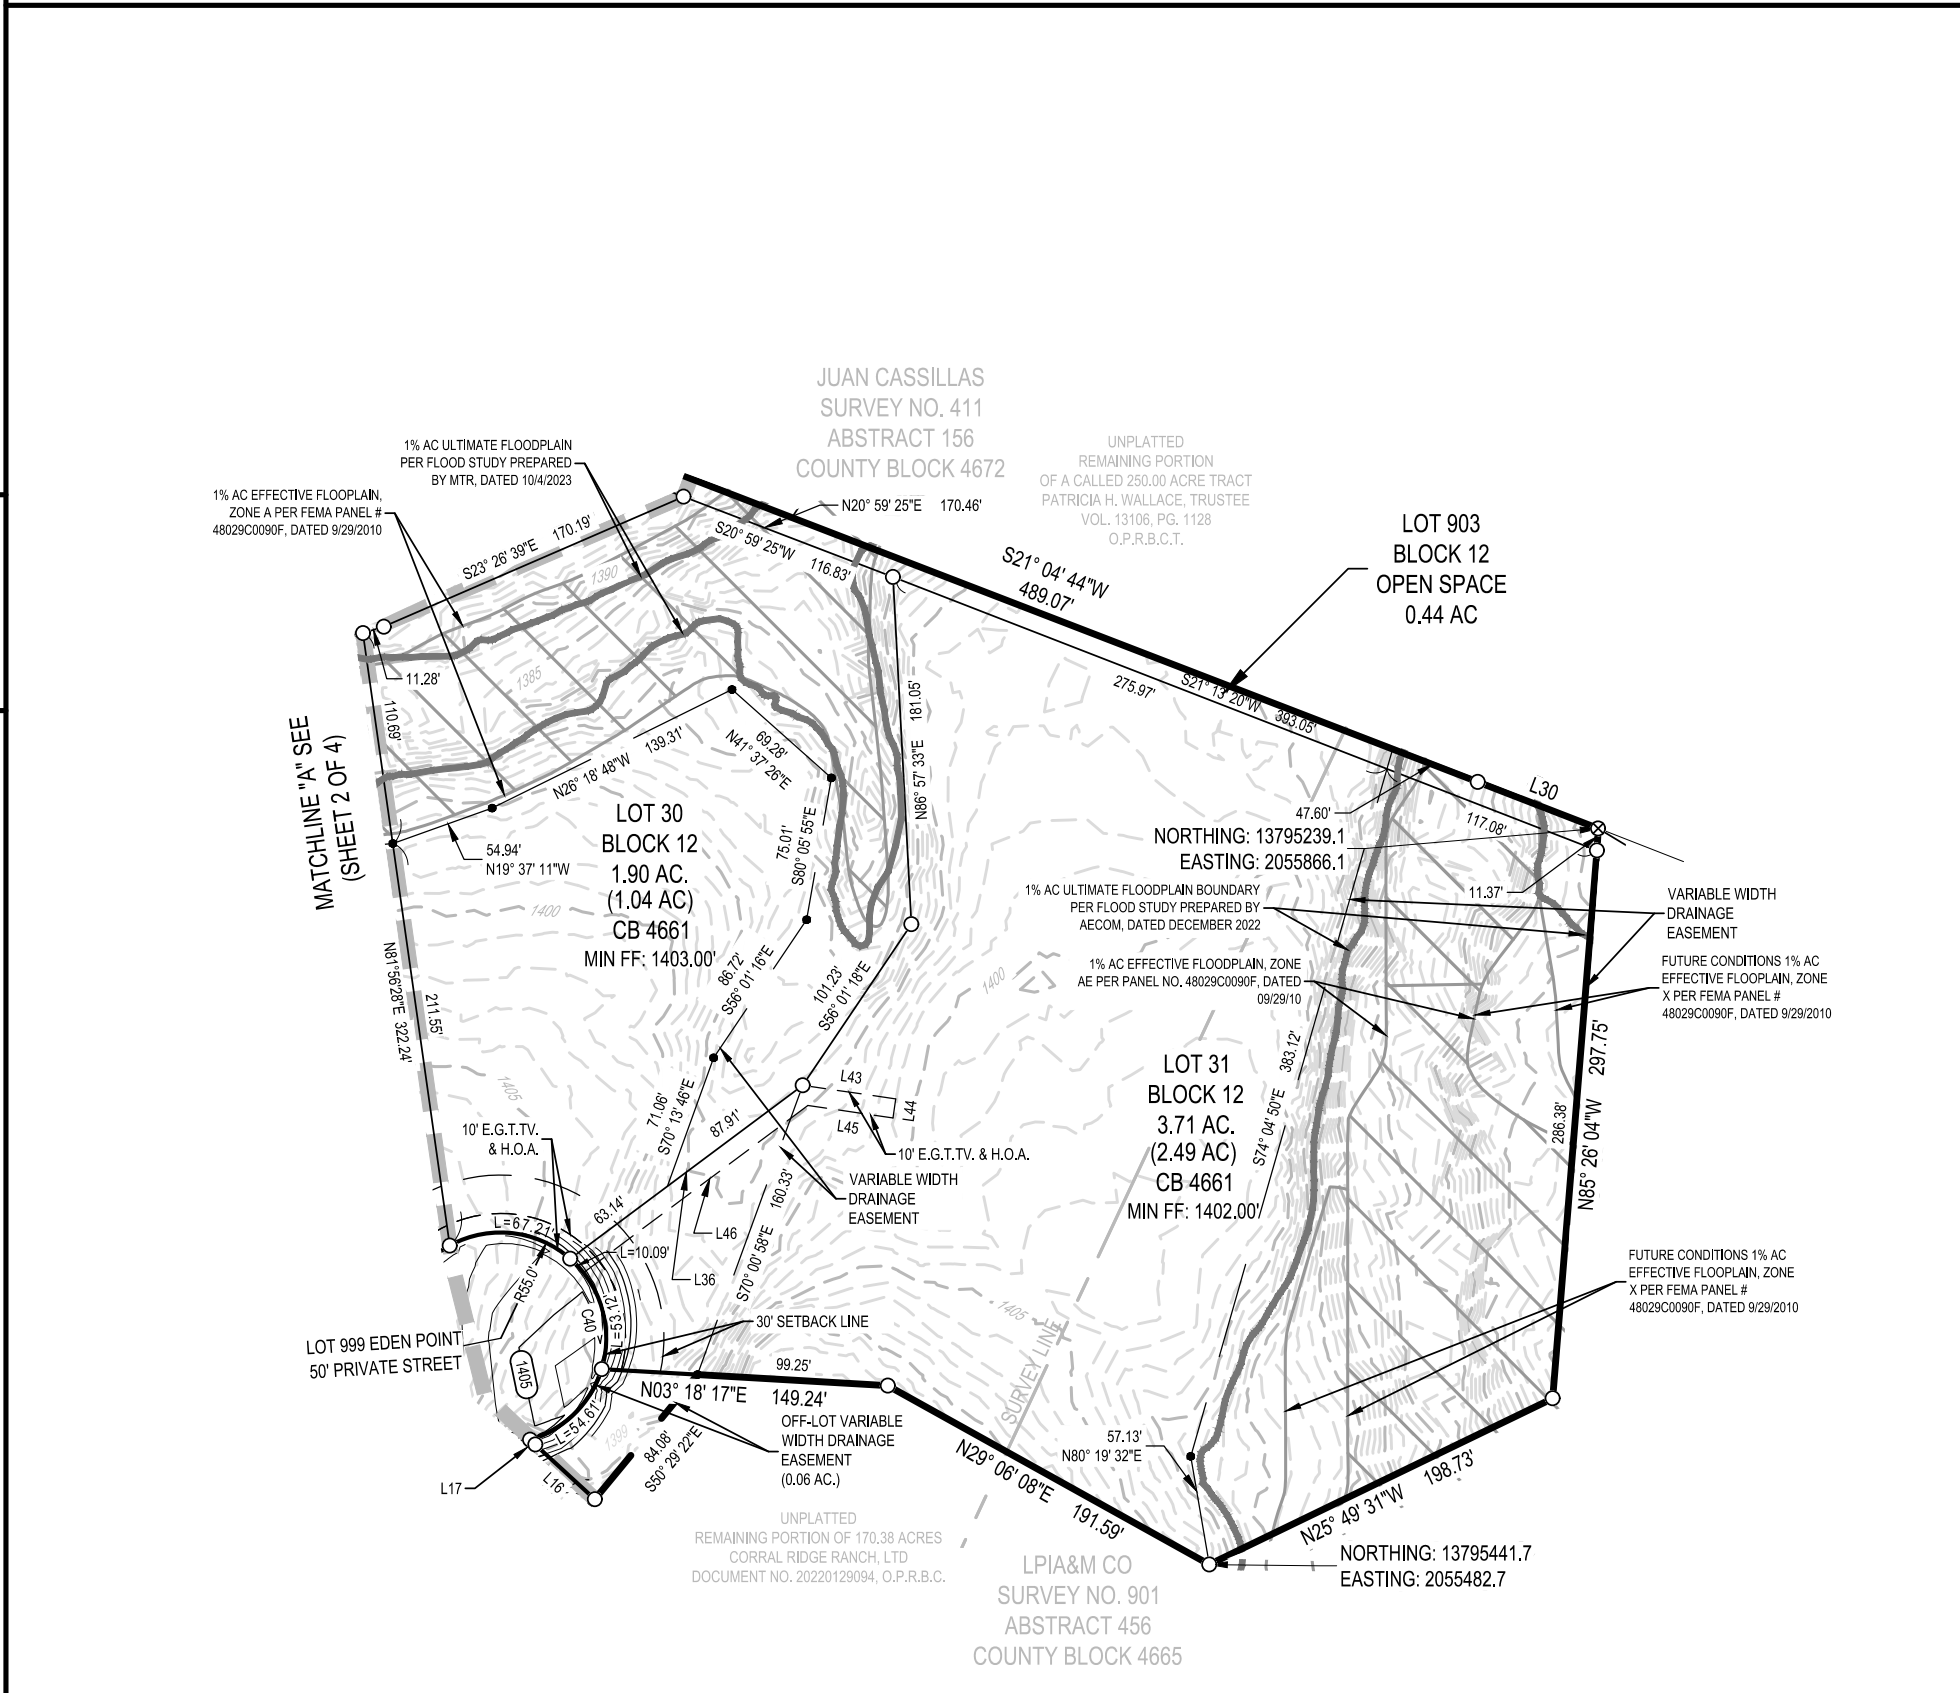 JUAN CASSILLAS
SURVEY NO. 411
ABSTRACT 156
COUNTY BLOCK 4672
UNPLATTED
REMAINING PORTION
OF A CALLED 250.00 ACRE TRACT
PATRICIA H. WALLACE, TRUSTEE
VOL. 13106, PG. 1128
O.P.R.B.C.T.
1% AC ULTIMATE FLOODPLAIN
PER FLOOD STUDY PREPARED
BY MTR, DATED 10/4/2023
1% AC EFFECTIVE FLOOPLAIN,
ZONE A PER FEMA PANEL #
48029C0090F, DATED 9/29/2010
N20° 59' 25"E 170.46'
S23° 26' 39"E 170.19'
S20° 59' 25"W
116.83'
S21° 04' 44"W
489.07'
LOT 903
BLOCK 12
OPEN SPACE
0.44 AC
1390
1385
11.28'
110.69'
MATCHLINE "A" SEE
(SHEET 2 OF 4)
275.97'
S21° 13' 20"W 393.05'
N86° 57' 33"E 181.05'
139.31'
N26° 18' 48"W
69.28'
N41° 37' 26"E
54.94'
N19° 37' 11"W
LOT 30
BLOCK 12
1.90 AC.
(1.04 AC)
CB 4661
MIN FF: 1403.00'
75.01'
S80° 05' 55"E
L30
47.60'
117.08'
NORTHING: 13795239.1
EASTING: 2055866.1
11.37'
1% AC ULTIMATE FLOODPLAIN BOUNDARY
PER FLOOD STUDY PREPARED BY
AECOM, DATED DECEMBER 2022
VARIABLE WIDTH
DRAINAGE
EASEMENT
1% AC EFFECTIVE FLOODPLAIN, ZONE
AE PER PANEL NO. 48029C0090F, DATED
09/29/10
FUTURE CONDITIONS 1% AC
EFFECTIVE FLOOPLAIN, ZONE
X PER FEMA PANEL #
48029C0090F, DATED 9/29/2010
1400
1400
N81°56'28"E 322.24'
211.55'
86.72'
S56° 01' 16"E
101.23'
S56° 01' 18"E
LOT 31
BLOCK 12
3.71 AC.
(2.49 AC)
CB 4661
MIN FF: 1402.00'
S74° 04' 50"E 383.12'
N85° 26' 04"W 297.75'
286.38'
1405
71.06'
S70° 13' 46"E
87.91'
L43
L44
L45
10' E.G.T.TV. & H.O.A.
10' E.G.T.TV.
& H.O.A.
VARIABLE WIDTH
DRAINAGE
EASEMENT
63.14'
L46
L36
S70° 00' 58"E 160.33'
L=67.21'
L=10.09'
R55.0'
C40
L=53.12'
30' SETBACK LINE
1405
LOT 999 EDEN POINT
50' PRIVATE STREET
1405
FUTURE CONDITIONS 1% AC
EFFECTIVE FLOOPLAIN, ZONE
X PER FEMA PANEL #
48029C0090F, DATED 9/29/2010
99.25'
N03° 18' 17"E 149.24'
L=54.61'
1399
84.08'
S50° 29' 22"E
OFF-LOT VARIABLE
WIDTH DRAINAGE
EASEMENT
(0.06 AC.)
SURVEY LINE
57.13'
N80° 19' 32"E
N29° 06' 08"E 191.59'
N25° 49' 31"W 198.73'
L17
L16
UNPLATTED
REMAINING PORTION OF 170.38 ACRES
CORRAL RIDGE RANCH, LTD
DOCUMENT NO. 20220129094, O.P.R.B.C.
NORTHING: 13795441.7
EASTING: 2055482.7
LPIA&M CO
SURVEY NO. 901
ABSTRACT 456
COUNTY BLOCK 4665